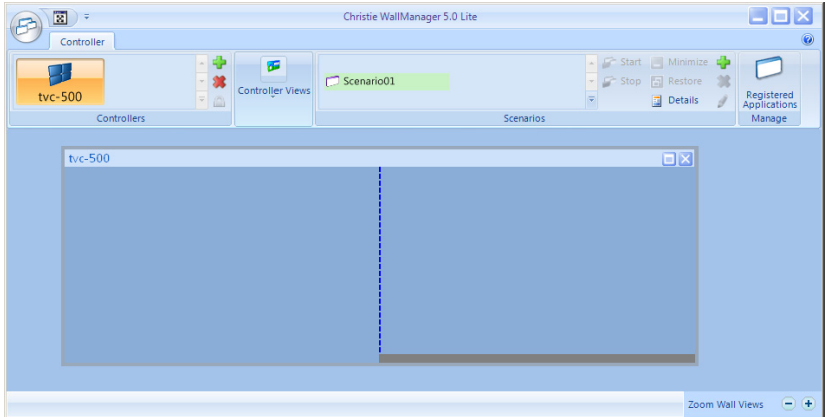 Christie WallManager 5.0 Lite
Controller
tvc-500
Controllers
Controller Views
Scenario01
Start
Minimize
Stop
Restore
Details
Scenarios
Registered
Applications
Manage
tvc-500
Zoom Wall Views